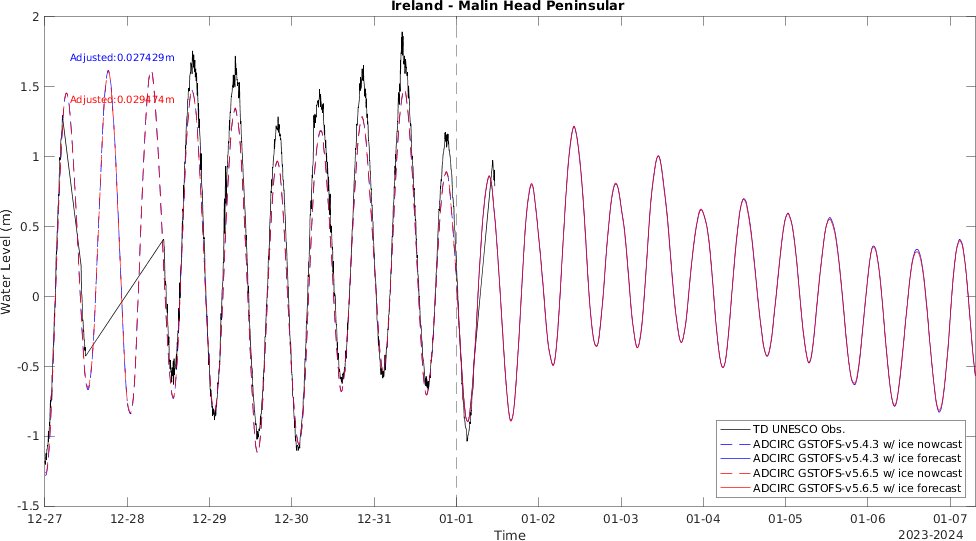 Ireland - Malin Head Peninsular
Water Level (m)
2
1.5
1
0.5
0
-0.5
-1
-1.5
Adjusted:0.027429m
Adjusted:0.029474m
TD UNESCO Obs.
ADCIRC GSTOFS-v5.4.3 w/ ice nowcast
ADCIRC GSTOFS-v5.4.3 w/ ice forecast
ADCIRC GSTOFS-v5.6.5 w/ ice nowcast
ADCIRC GSTOFS-v5.6.5 w/ ice forecast
12-27 12-28 12-29 12-30 12-31 01-01 01-02 01-03 01-04 01-05 01-06 01-07
Time
2023-2024